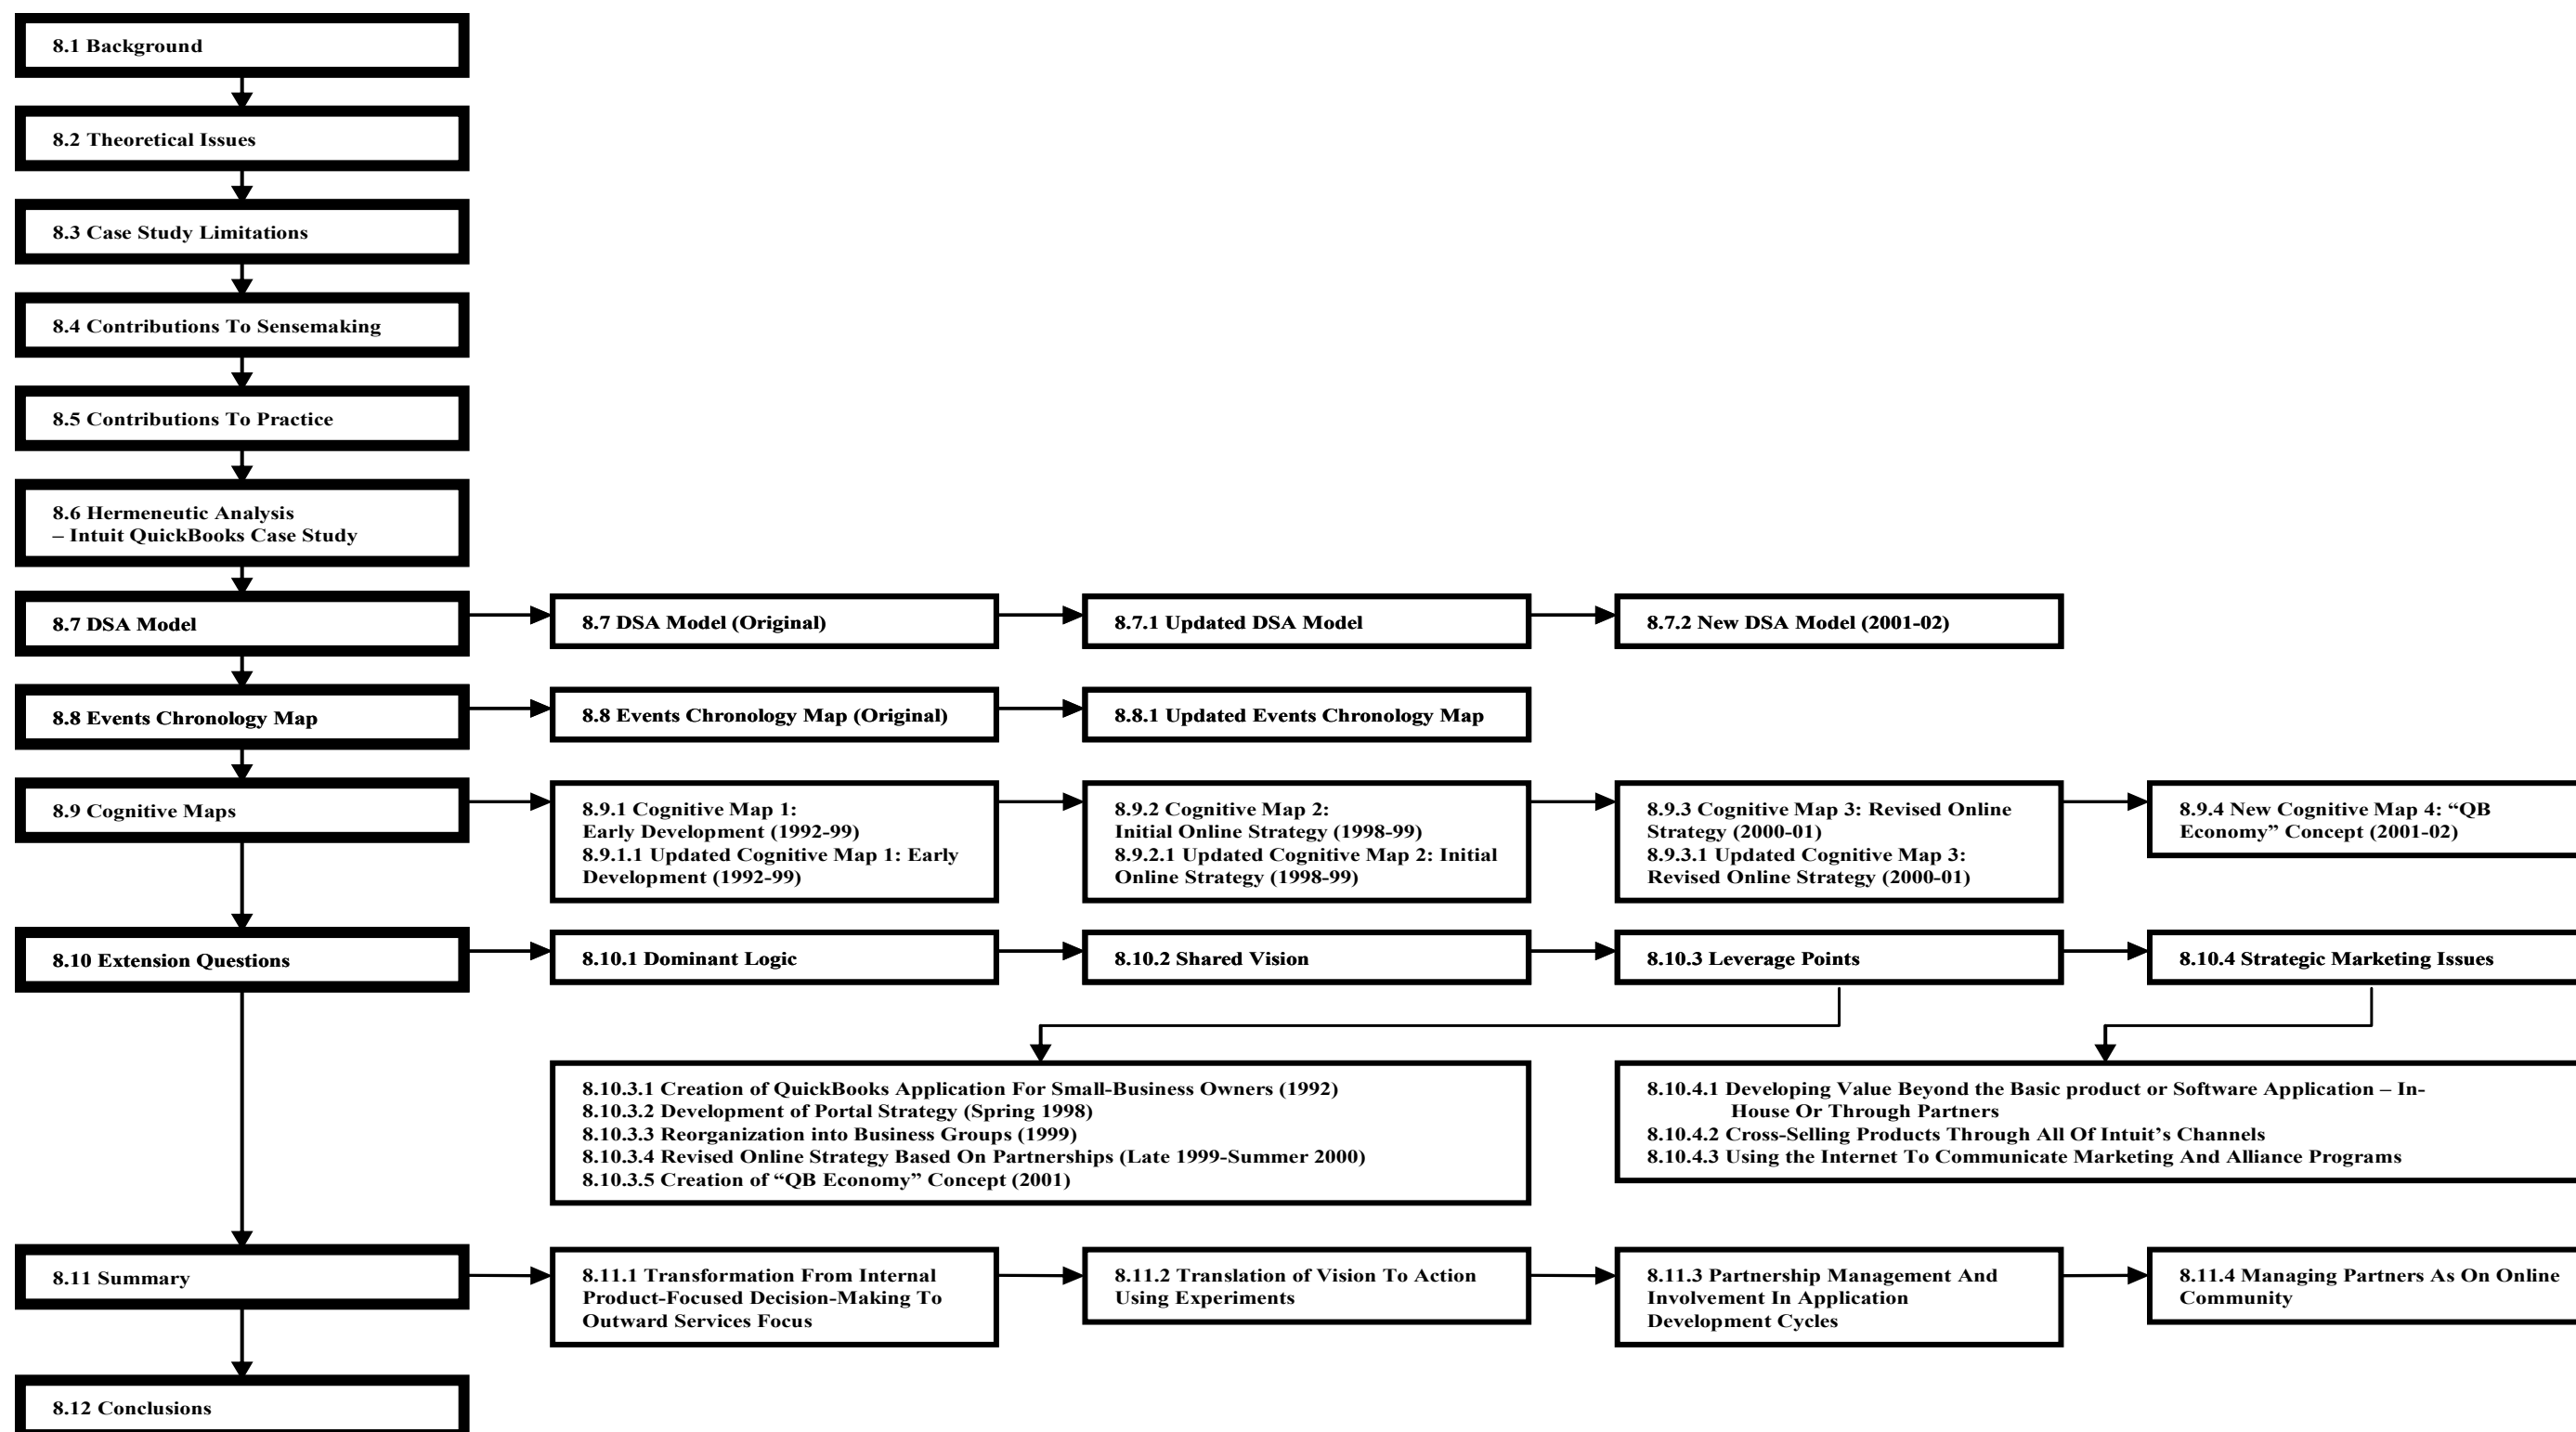 8.1 Background
8.2 Theoretical Issues
8.3 Case Study Limitations
8.4 Contributions To Sensemaking
8.5 Contributions To Practice
8.6 Hermeneutic Analysis
– Intuit QuickBooks Case Study
8.7 DSA Model
8.7 DSA Model (Original)
8.7.1 Updated DSA Model
8.7.2 New DSA Model (2001-02)
8.8 Events Chronology Map
8.8 Events Chronology Map (Original)
8.8.1 Updated Events Chronology Map
8.9 Cognitive Maps
8.9.1 Cognitive Map 1:
Early Development (1992-99)
8.9.1.1 Updated Cognitive Map 1: Early
Development (1992-99)
8.9.2 Cognitive Map 2:
Initial Online Strategy (1998-99)
8.9.2.1 Updated Cognitive Map 2: Initial
Online Strategy (1998-99)
8.9.3 Cognitive Map 3: Revised Online
Strategy (2000-01)
8.9.3.1 Updated Cognitive Map 3:
Revised Online Strategy (2000-01)
8.9.4 New Cognitive Map 4: “QB
Economy” Concept (2001-02)
8.10 Extension Questions
8.10.1 Dominant Logic
8.10.2 Shared Vision
8.10.3 Leverage Points
8.10.4 Strategic Marketing Issues
8.10.3.1 Creation of QuickBooks Application For Small-Business Owners (1992)
8.10.3.2 Development of Portal Strategy (Spring 1998)
8.10.3.3 Reorganization into Business Groups (1999)
8.10.3.4 Revised Online Strategy Based On Partnerships (Late 1999-Summer 2000)
8.10.3.5 Creation of “QB Economy” Concept (2001)
8.10.4.1 Developing Value Beyond the Basic product or Software Application – In-
House Or Through Partners
8.10.4.2 Cross-Selling Products Through All Of Intuit’s Channels
8.10.4.3 Using the Internet To Communicate Marketing And Alliance Programs
8.11 Summary
8.11.1 Transformation From Internal
Product-Focused Decision-Making To
Outward Services Focus
8.11.2 Translation of Vision To Action
Using Experiments
8.11.3 Partnership Management And
Involvement In Application
Development Cycles
8.11.4 Managing Partners As On Online
Community
8.12 Conclusions